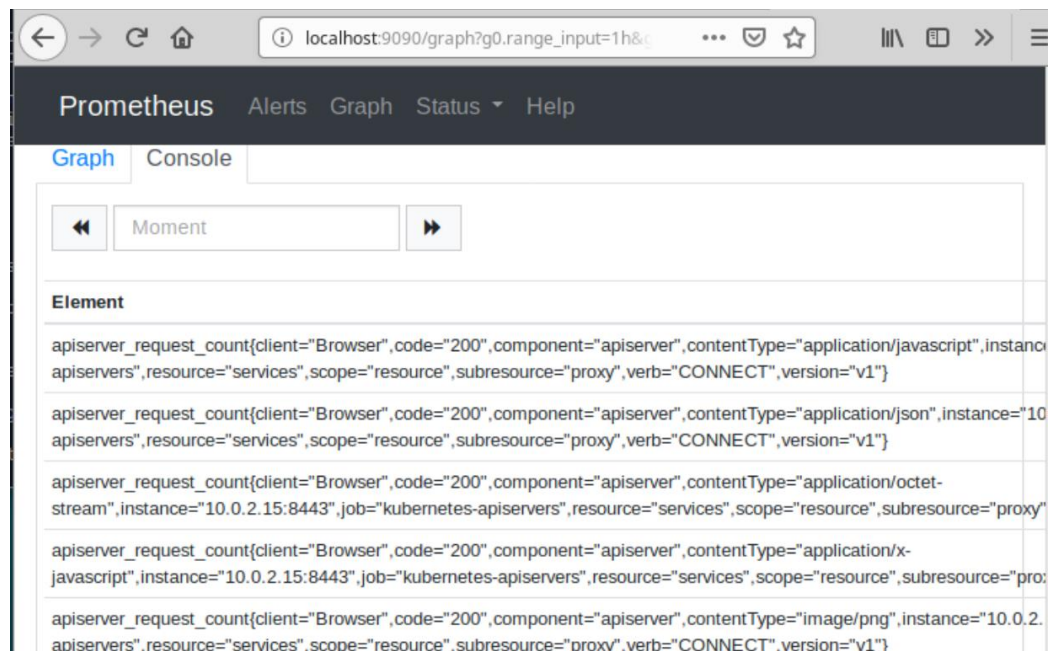 localhost:9090/graph?g0.range_input=1h&g
Prometheus Alerts Graph Status Help
Graph Console
Moment
Element
apiserver_request_count{client="Browser",code="200",component="apiserver",contentType="application/javascript",instance
apiservers",resource="services",scope="resource",subresource="proxy",verb="CONNECT",version="v1"}
apiserver_request_count{client="Browser",code="200",component="apiserver",contentType="application/json",instance="10
apiservers",resource="services",scope="resource",subresource="proxy",verb="CONNECT",version="v1"}
apiserver_request_count{client="Browser",code="200",component="apiserver",contentType="application/octet-
stream",instance="10.0.2.15:8443",job="kubernetes-apiservers",resource="services",scope="resource",subresource="proxy"
apiserver_request_count{client="Browser",code="200",component="apiserver",contentType="application/x-
javascript",instance="10.0.2.15:8443",job="kubernetes-apiservers",resource="services",scope="resource",subresource="prox
apiserver_request_count{client="Browser",code="200",component="apiserver",contentType="image/png",instance="10.0.2.
apiservers",resource="services",scope="resource",subresource="proxy",verb="CONNECT",version="v1"}